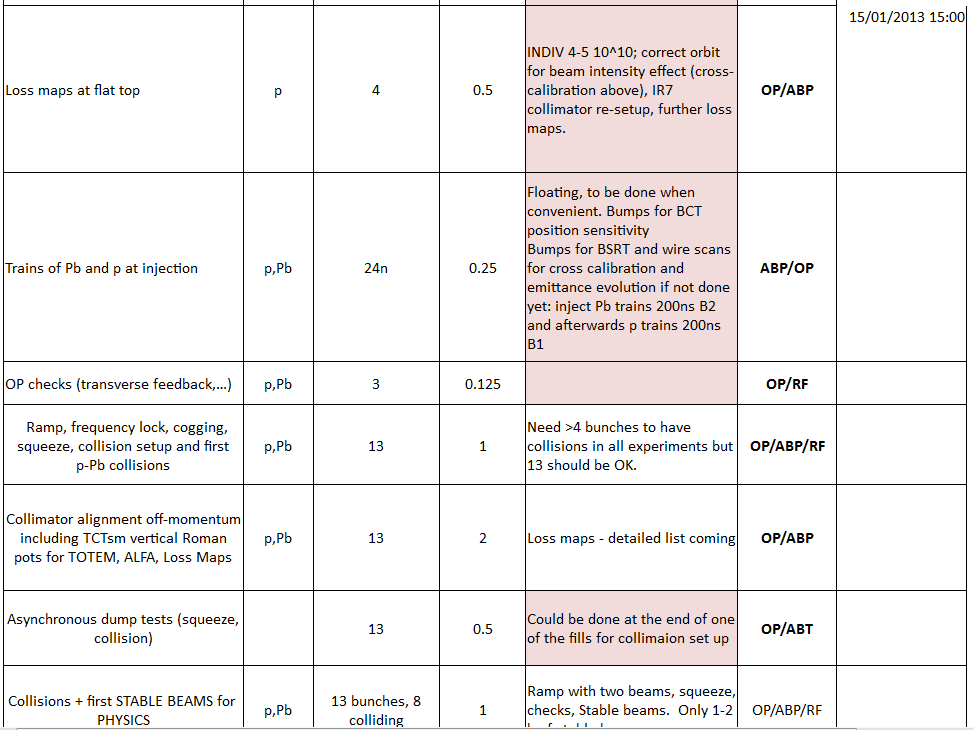 15/01/2013 15:00
Loss maps at flat top
p
4
0.5
INDIV 4-5 10^10; correct orbit
for beam intensity effect (cross-
calibration above), IR7
collimator re-setup, further loss
maps.
OP/ABP
Trains of Pb and p at injection
p,Pb
24n
0.25
Floating, to be done when
convenient. Bumps for BCT
position sensitivity
Bumps for BSRT and wire scans
for cross calibration and
emittance evolution if not done
yet: inject Pb trains 200ns B2
and afterwards p trains 200ns
B1
ABP/OP
OP checks (transverse feedback,...)
p,Pb
3
0.125
OP/RF
Ramp, frequency lock, cogging,
squeeze, collision setup and first
p-Pb collisions
p,Pb
13
1
Need >4 bunches to have
collisions in all experiments but
13 should be OK.
OP/ABP/RF
Collimator alignment off-momentum
including TCTsm vertical Roman
pots for TOTEM, ALFA, Loss Maps
p,Pb
13
2
Loss maps - detailed list coming
OP/ABP
Asynchronous dump tests (squeeze,
collision)
13
0.5
Could be done at the end of one
of the fills for collimaion set up
OP/ABT
Collisions + first STABLE BEAMS for
PHYSICS
p,Pb
13 bunches, 8
colliding
1
Ramp with two beams, squeeze,
checks, Stable beams. Only 1-2
OP/ABP/RF